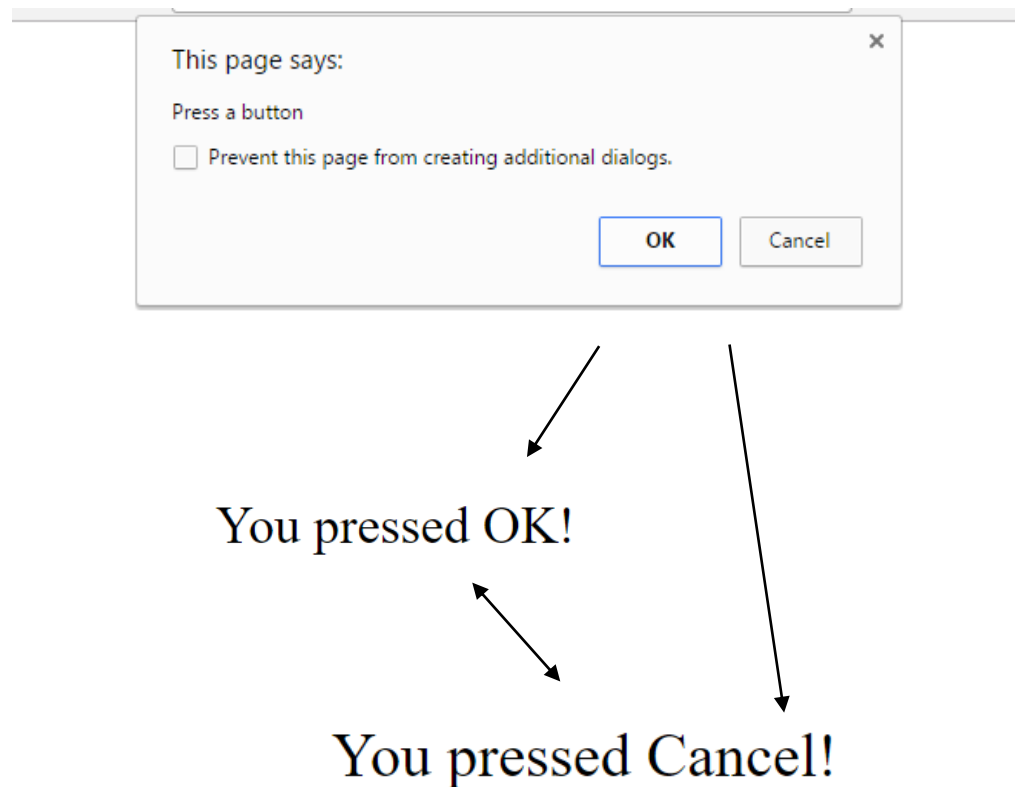 This page says:
Press a button
Prevent this page from creating additional dialogs.
OK Cancel
You pressed OK!
You pressed Cancel!